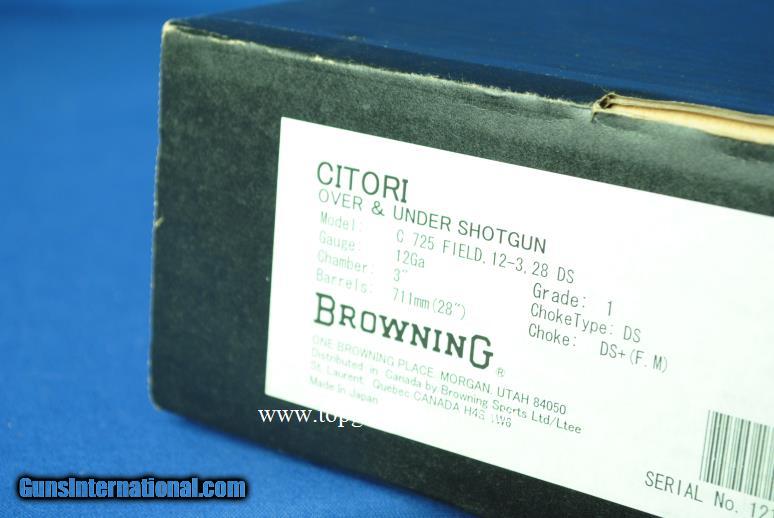 CITORI
OVER & UNDER SHOTGUN
Model: C 725 FIELD.12-3.28 DS
Gauge: 12Ga Grade: 1
Chamber: 3" ChokeType: DS
Barrels: 711mm(28") Choke: DS+(F.M)
BROWNING®
ONE BROWNING PLACE, MORGAN, UTAH 84050
Distributed in Canada by Browning Sports Ltd/Ltee
St. Laurent, Quebec,CANADA H4S
Made In Japan
www.topg
SERIAL No.
GunsInternational.com